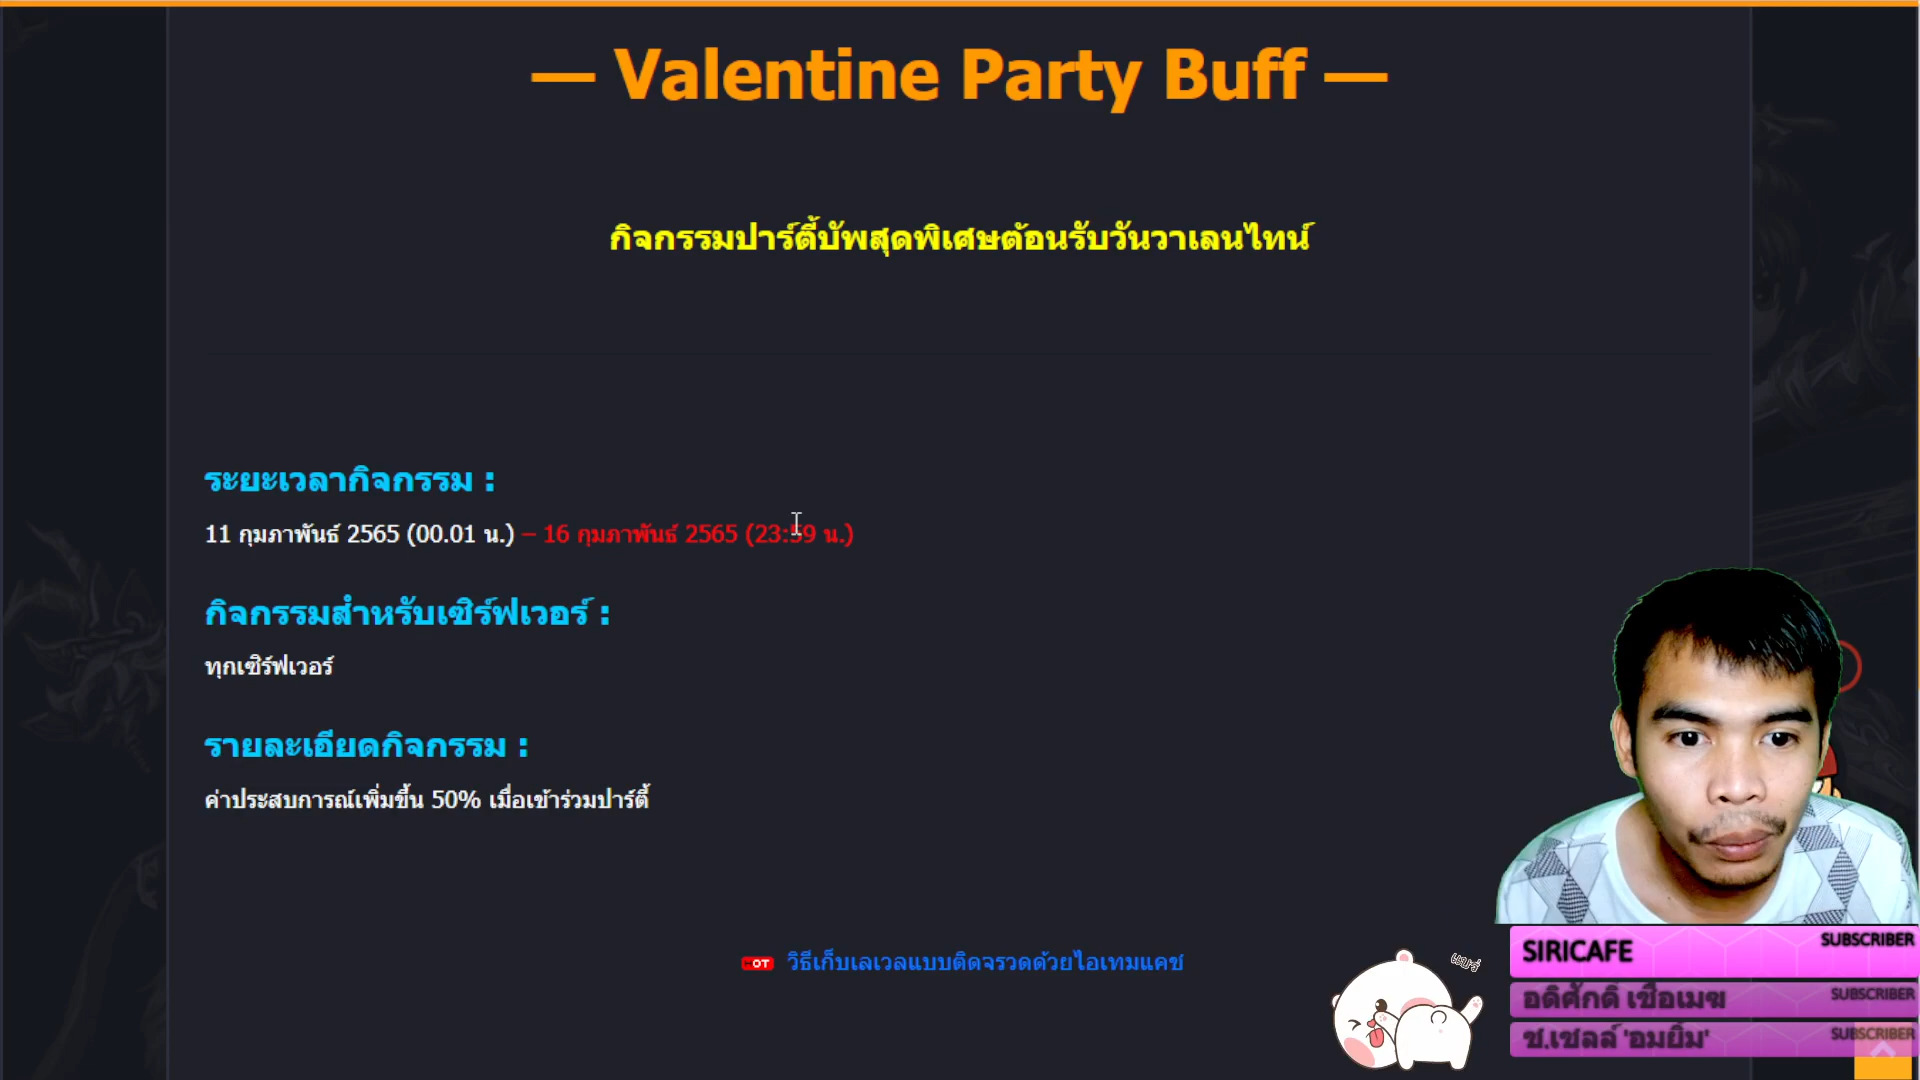 — Valentine Party Buff —
กิจกรรมปาร์ตี้บัพสุดพิเศษต้อนรับวันวาเลนไทน์
ระยะเวลากิจกรรม :
11 กุมภาพันธ์ 2565 (00.01 น.) – 16 กุมภาพันธ์ 2565 (23:59 น.)
กิจกรรมสำหรับเซิร์ฟเวอร์ :
ทุกเซิร์ฟเวอร์
รายละเอียดกิจกรรม :
ค่าประสบการณ์เพิ่มขึ้น 50% เมื่อเข้าร่วมปาร์ตี้
HOT วิธีเก็บเลเวลแบบติดจรวดด้วยไอเทมแคช
แบร่
SIRICAFE SUBSCRIBER
อดิศักดิ์ เชื้อเมฆ SUBSCRIBER
ช.เชลล์ 'อมยิ้ม' SUBSCRIBER